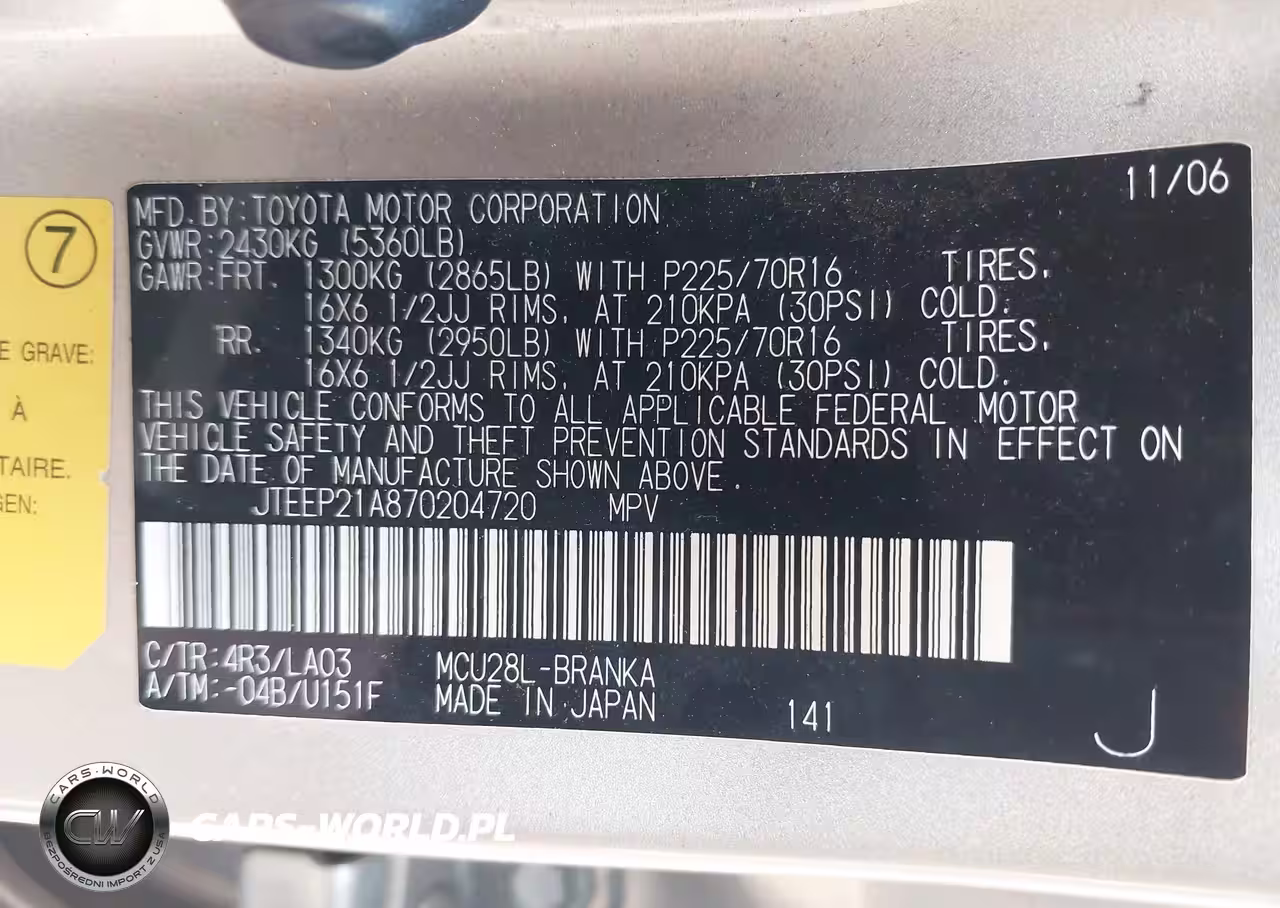 11/06
MFD. BY:TOYOTA MOTOR CORPORATION
GVWR:2430KG (5360LB)
GAWR:FRT. 1300KG (2865LB) WITH P225/70R16 TIRES,
16X6 1/2JJ RIMS, AT 210KPA (30PSI) COLD.
RR. 1340KG (2950LB) WITH P225/70R16 TIRES,
16X6 1/2JJ RIMS, AT 210KPA (30PSI) COLD.
THIS VEHICLE CONFORMS TO ALL APPLICABLE FEDERAL MOTOR
VEHICLE SAFETY AND THEFT PREVENTION STANDARDS IN EFFECT ON
THE DATE OF MANUFACTURE SHOWN ABOVE.
JTEEP21A870204720 MPV
C/TR:4R3/LA03 MCU28L-BRANKA
A/TM:-04B/U151F MADE IN JAPAN 141 J
7
E GRAVE:
À
TAIRE.
GEN:
CARS-WORLD
CW
BEZPOŚREDNI IMPORT Z USA
CARS-WORLD.PL